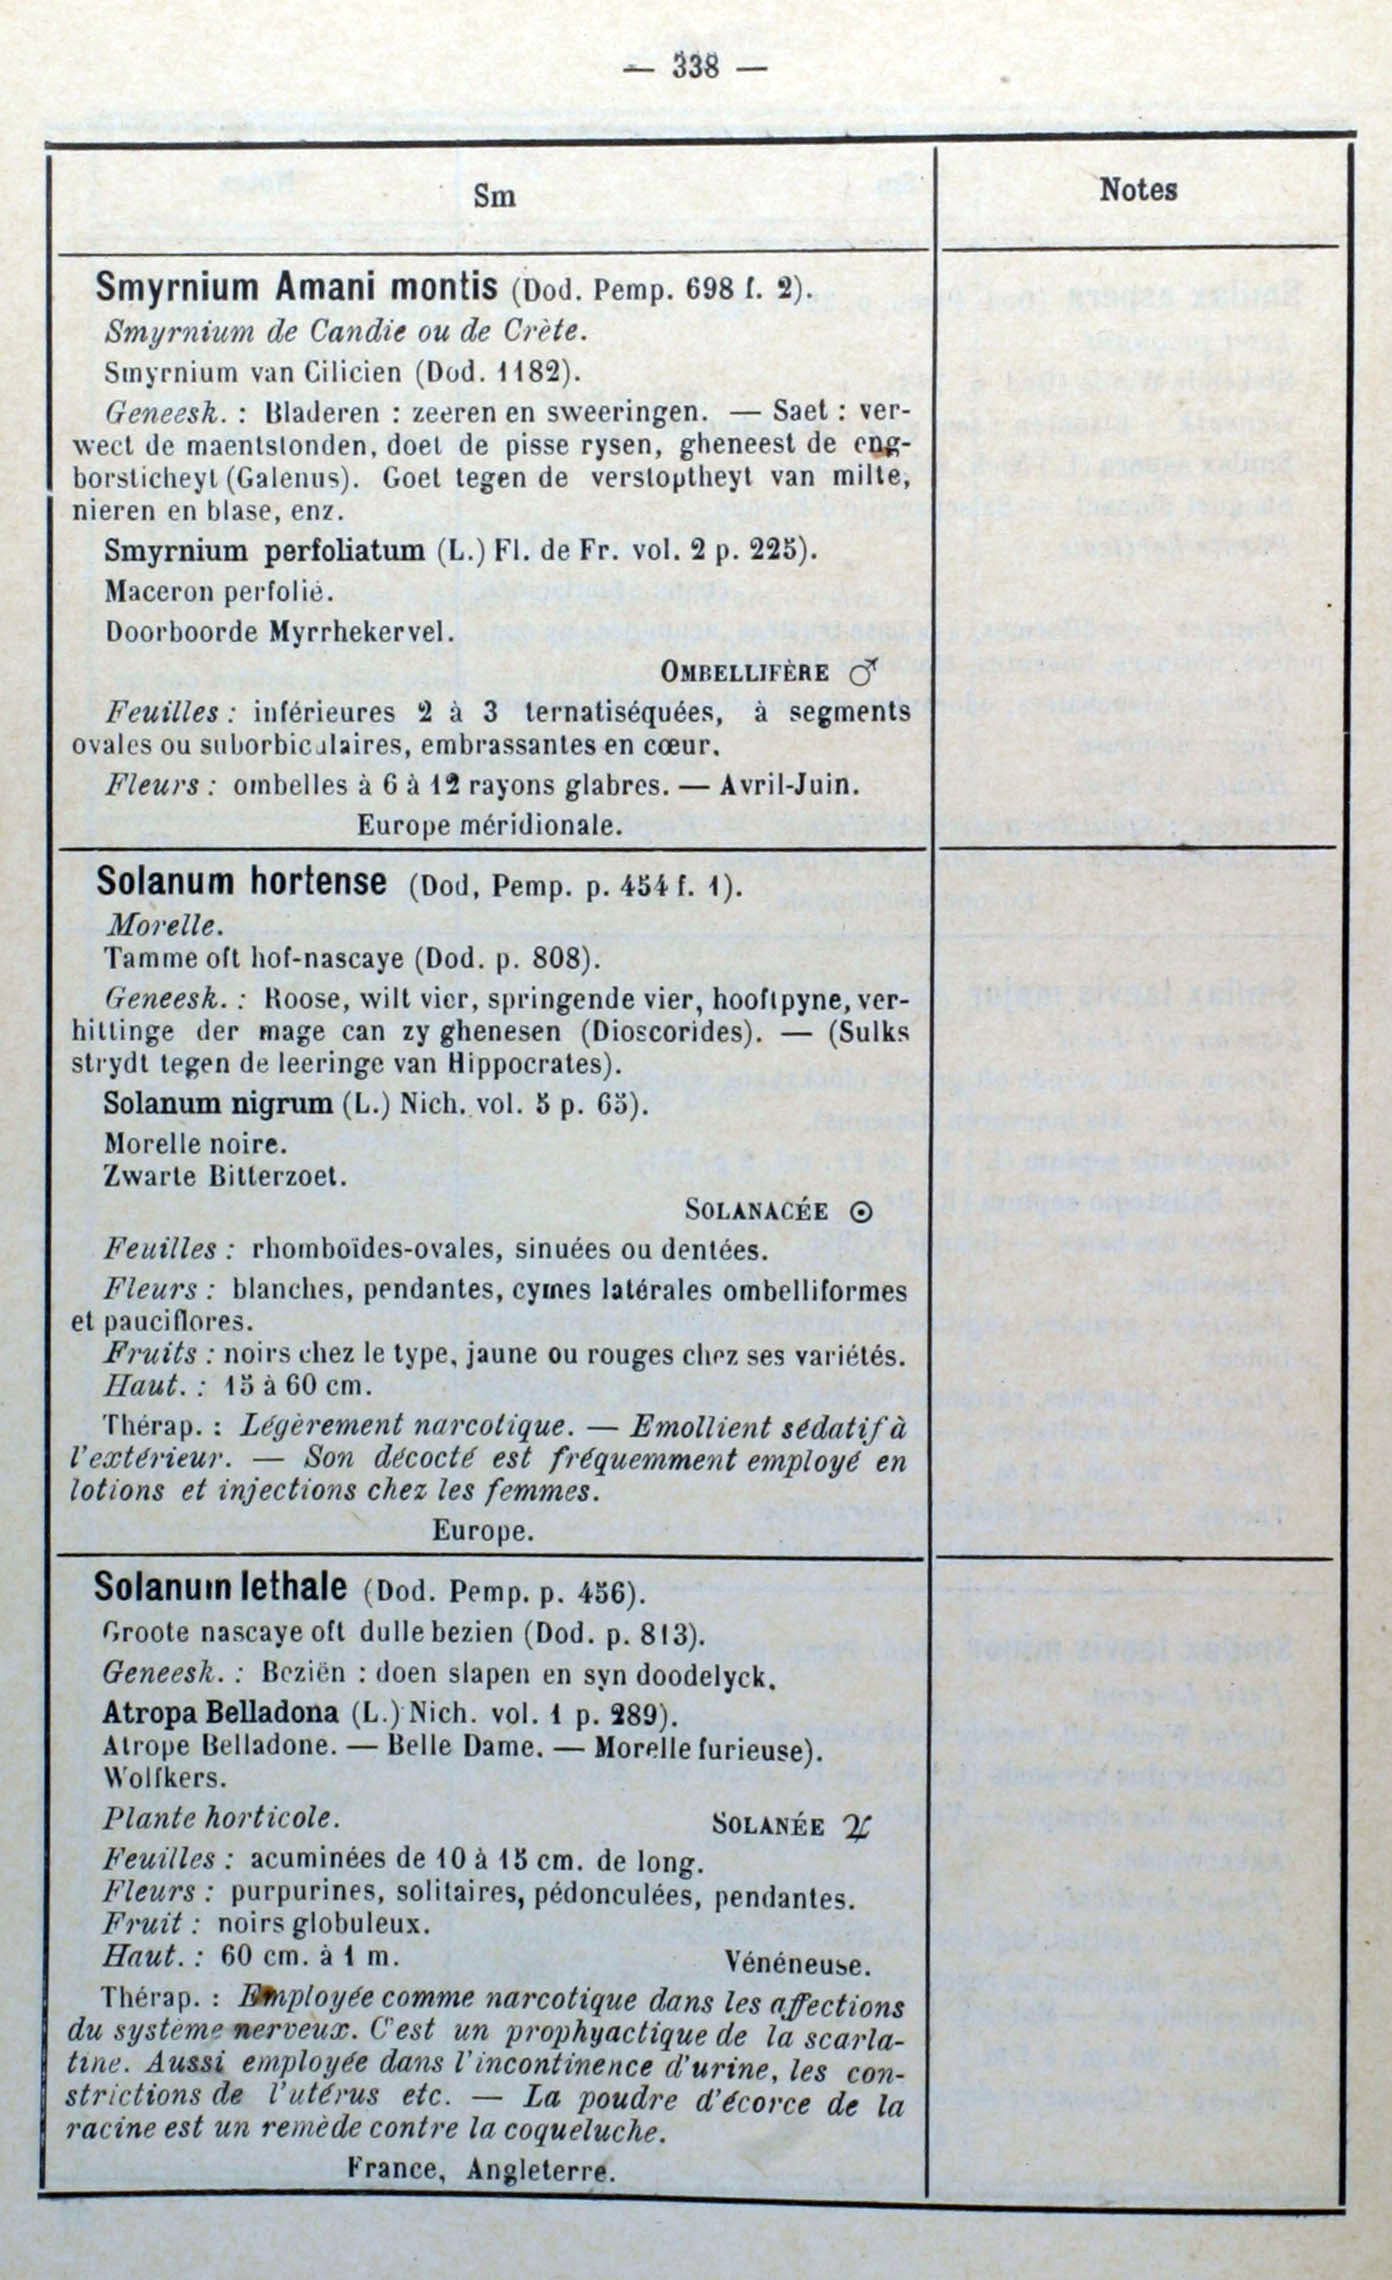 — 338 —
Sm
Notes
Smyrnium Amani montis (Dod. Pemp. 698 f. 2).
Smyrnium de Candie ou de Crète.
Smyrnium van Cilicien (Dod. 1182).
Geneesk. : Bladeren : zeeren en sweeringen. — Saet : ver-
wect de maentstonden, doet de pisse rysen, gheneest de eng-
borsticheyt (Galenus). Goet tegen de verstoptheyt van milte,
nieren en blase, enz.
Smyrnium perfoliatum (L.) Fl. de Fr. vol. 2 p. 225).
Maceron perfolié.
Doorboorde Myrrhekervel.
OMBELLIFÈRE ♂
Feuilles : inférieures 2 à 3 ternatiséquées, à segments
ovales ou suborbiculaires, embrassantes en cœur.
Fleurs : ombelles à 6 à 12 rayons glabres. — Avril-Juin.
Europe méridionale.
Solanum hortense (Dod, Pemp. p. 454 f. 1).
Morelle.
Tamme oft hof-nascaye (Dod. p. 808).
Geneesk. : Roose, wilt vier, springende vier, hooftpyne, ver-
hittinge der mage can zy ghenesen (Dioscorides). — (Sulks
strydt tegen de leeringe van Hippocrates).
Solanum nigrum (L.) Nich. vol. 5 p. 65).
Morelle noire.
Zwarte Bitterzoet.
SOLANACÉE ☉
Feuilles : rhomboïdes-ovales, sinuées ou dentées.
Fleurs : blanches, pendantes, cymes latérales ombelliformes
et pauciflores.
Fruits : noirs chez le type, jaune ou rouges chez ses variétés.
Haut. : 15 à 60 cm.
Thérap. : Légèrement narcotique. — Emollient sédatif à
l'extérieur. — Son décocté est fréquemment employé en
lotions et injections chez les femmes.
Europe.
Solanum lethale (Dod. Pemp. p. 456).
Groote nascaye oft dulle bezien (Dod. p. 813).
Geneesk. : Beziën : doen slapen en syn doodelyck.
Atropa Belladona (L.) Nich. vol. 1 p. 289).
Atrope Belladone. — Belle Dame. — Morelle furieuse).
Wolfkers.
Plante horticole. SOLANÉE ♃
Feuilles : acuminées de 10 à 15 cm. de long.
Fleurs : purpurines, solitaires, pédonculées, pendantes.
Fruit : noirs globuleux.
Haut. : 60 cm. à 1 m. Vénéneuse.
Thérap. : Employée comme narcotique dans les affections
du système nerveux. C'est un prophyactique de la scarla-
tine. Aussi employée dans l'incontinence d'urine, les con-
strictions de l'utérus etc. — La poudre d'écorce de la
racine est un remède contre la coqueluche.
France, Angleterre.